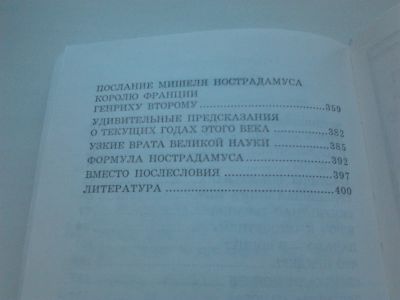 ПОСЛАНИЕ МИШЕЛЯ НОСТРАДАМУСА
КОРОЛЮ ФРАНЦИИ
ГЕНРИХУ ВТОРОМУ 359
УДИВИТЕЛЬНЫЕ ПРЕДСКАЗАНИЯ
О ТЕКУЩИХ ГОДАХ ЭТОГО ВЕКА 382
УЗКИЕ ВРАТА ВЕЛИКОЙ НАУКИ 385
ФОРМУЛА НОСТРАДАМУСА 392
ВМЕСТО ПОСЛЕСЛОВИЯ 397
ЛИТЕРАТУРА 400